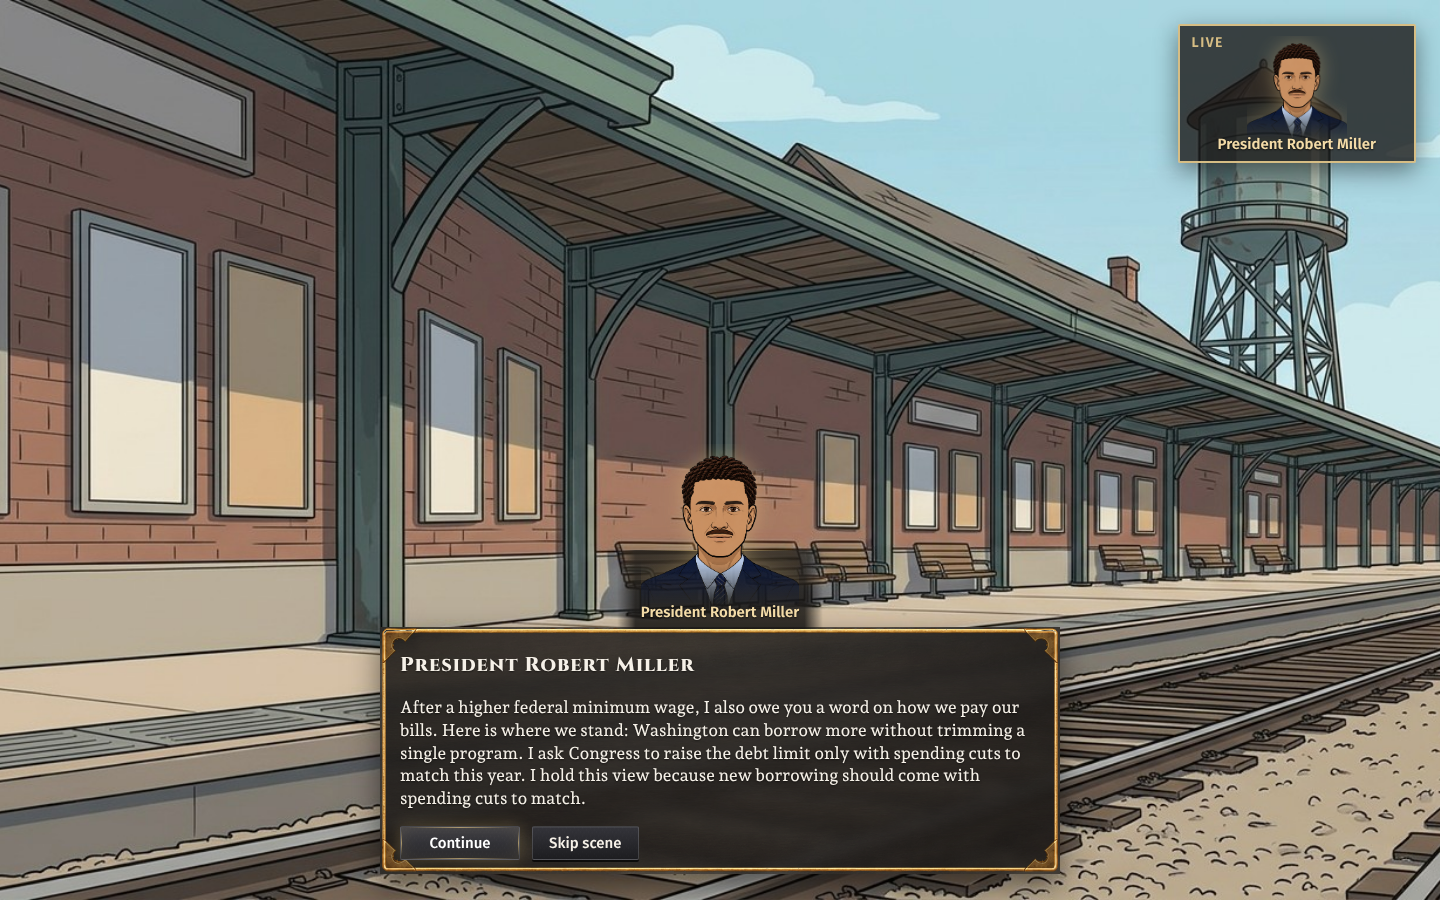 LIVE
President Robert Miller
President Robert Miller
President Robert Miller
After a higher federal minimum wage, I also owe you a word on how we pay our
bills. Here is where we stand: Washington can borrow more without trimming a
single program. I ask Congress to raise the debt limit only with spending cuts to
match this year. I hold this view because new borrowing should come with
spending cuts to match.
Continue
Skip scene